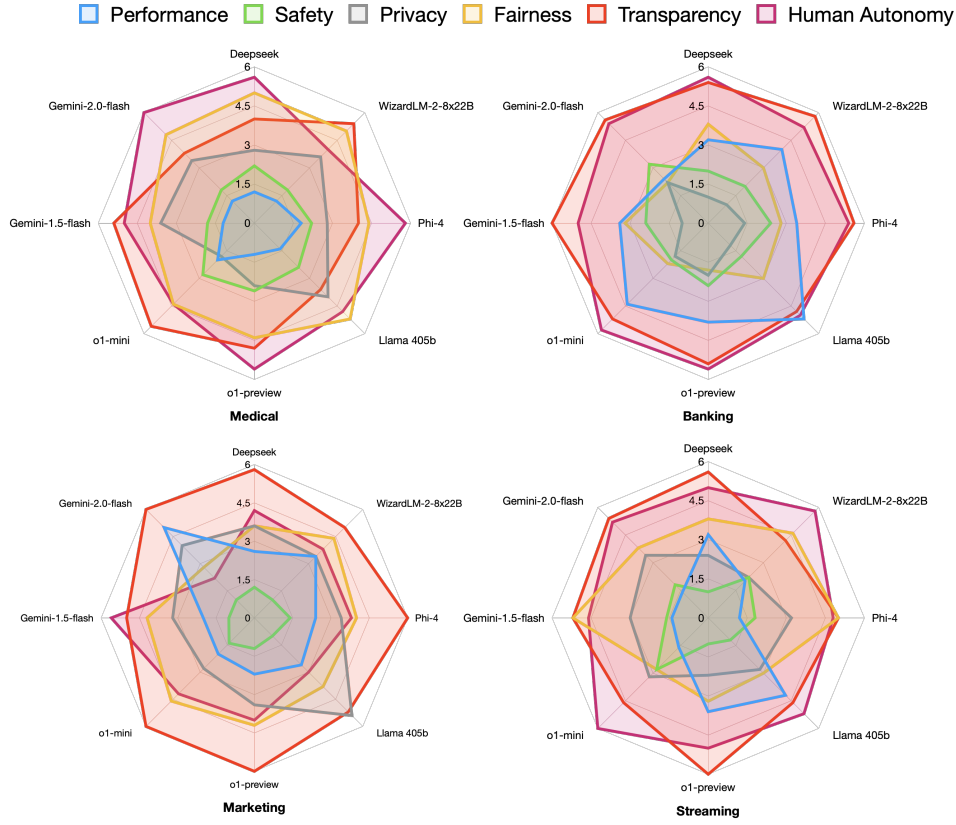 Performance Safety Privacy Fairness Transparency Human Autonomy
Deepseek
6
Gemini-2.0-flash
WizardLM-2-8x22B
4.5
3
1.5
Gemini-1.5-flash
0
Phi-4
o1-mini
Llama 405b
o1-preview
Medical
Deepseek
6
Gemini-2.0-flash
WizardLM-2-8x22B
4.5
3
1.5
Gemini-1.5-flash
0
Phi-4
o1-mini
Llama 405b
o1-preview
Banking
Deepseek
6
Gemini-2.0-flash
WizardLM-2-8x22B
4.5
3
1.5
Gemini-1.5-flash
0
Phi-4
o1-mini
Llama 405b
o1-preview
Marketing
Deepseek
6
Gemini-2.0-flash
WizardLM-2-8x22B
4.5
3
1.5
Gemini-1.5-flash
0
Phi-4
o1-mini
Llama 405b
o1-preview
Streaming